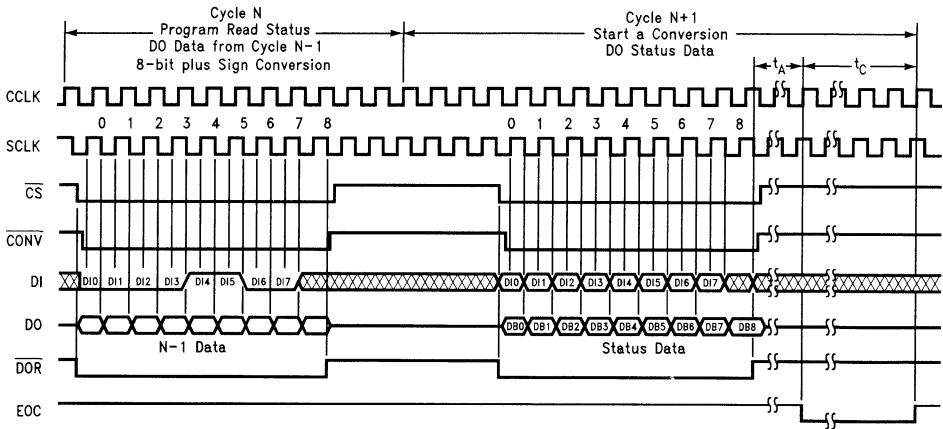 Cycle N
Program Read Status
DO Data from Cycle N-1
8-bit plus Sign Conversion
Cycle N+1
Start a Conversion
DO Status Data
tA
tC
CCLK
0 1 2 3 4 5 6 7 8 0 1 2 3 4 5 6 7 8
SCLK
CS
CONV
DI DI0 DI1 DI2 DI3 DI4 DI5 DI6 DI7 DI0 DI1 DI2 DI3 DI4 DI5 DI6 DI7
DO DB0 DB1 DB2 DB3 DB4 DB5 DB6 DB7 DB8
N-1 Data Status Data
DOR
EOC